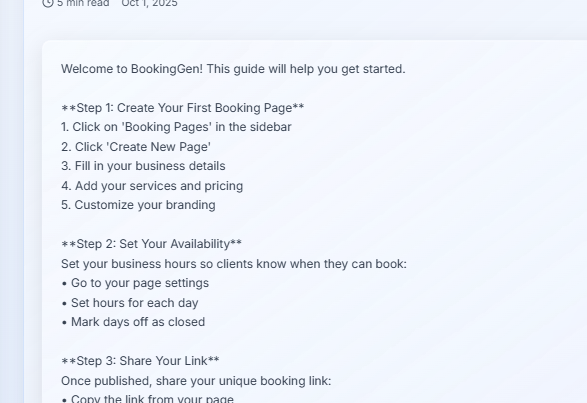 5 min read Oct 1, 2025
Welcome to BookingGen! This guide will help you get started.
**Step 1: Create Your First Booking Page**
1. Click on 'Booking Pages' in the sidebar
2. Click 'Create New Page'
3. Fill in your business details
4. Add your services and pricing
5. Customize your branding
**Step 2: Set Your Availability**
Set your business hours so clients know when they can book:
• Go to your page settings
• Set hours for each day
• Mark days off as closed
**Step 3: Share Your Link**
Once published, share your unique booking link:
• Copy the link from your page